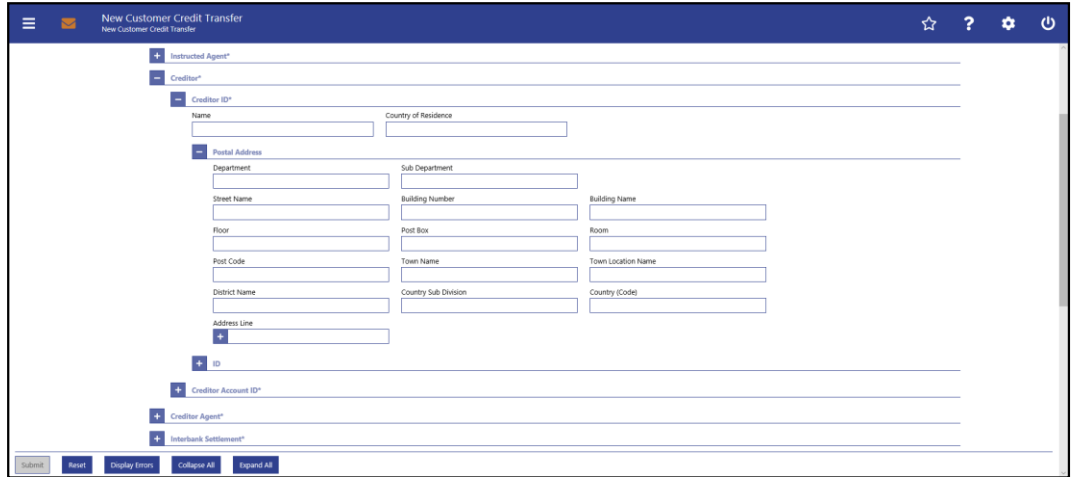 New Customer Credit Transfer
New Customer Credit Transfer
Instructed Agent*
Creditor*
Creditor ID*
Name Country of Residence
Postal Address
Department Sub Department
Street Name Building Number Building Name
Floor Post Box Room
Post Code Town Name Town Location Name
District Name Country Sub Division Country (Code)
Address Line
ID
Creditor Account ID*
Creditor Agent*
Interbank Settlement*
Submit Reset Display Errors Collapse All Expand All